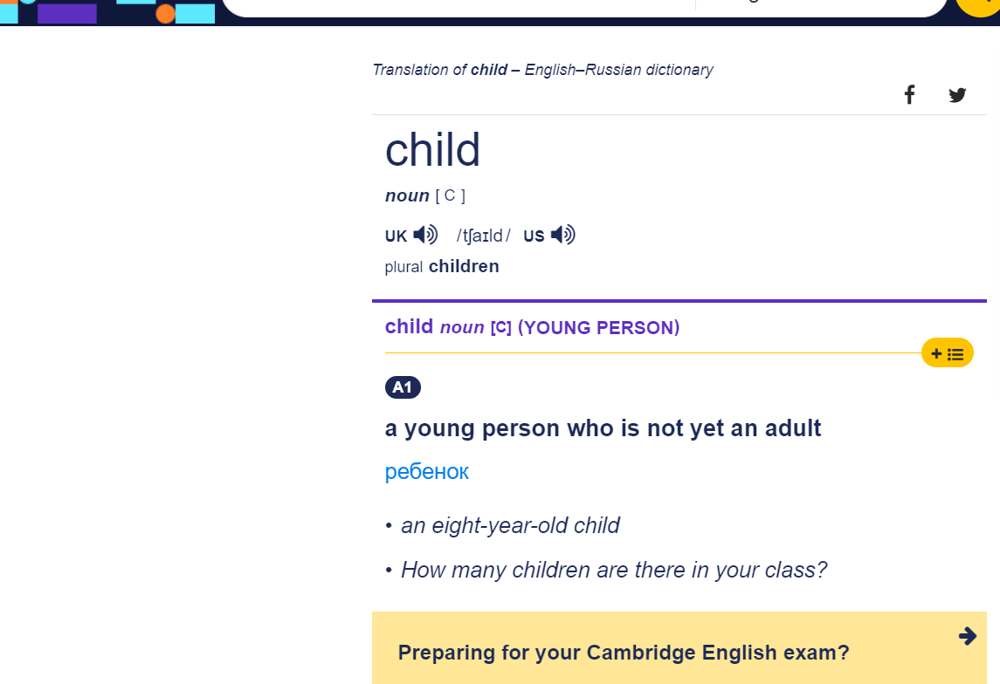 Translation of child – English–Russian dictionary
child
noun [ C ]
UK /tʃaɪld/ US
plural children
child noun [C] (YOUNG PERSON)
A1
a young person who is not yet an adult
ребенок
• an eight-year-old child
• How many children are there in your class?
Preparing for your Cambridge English exam?